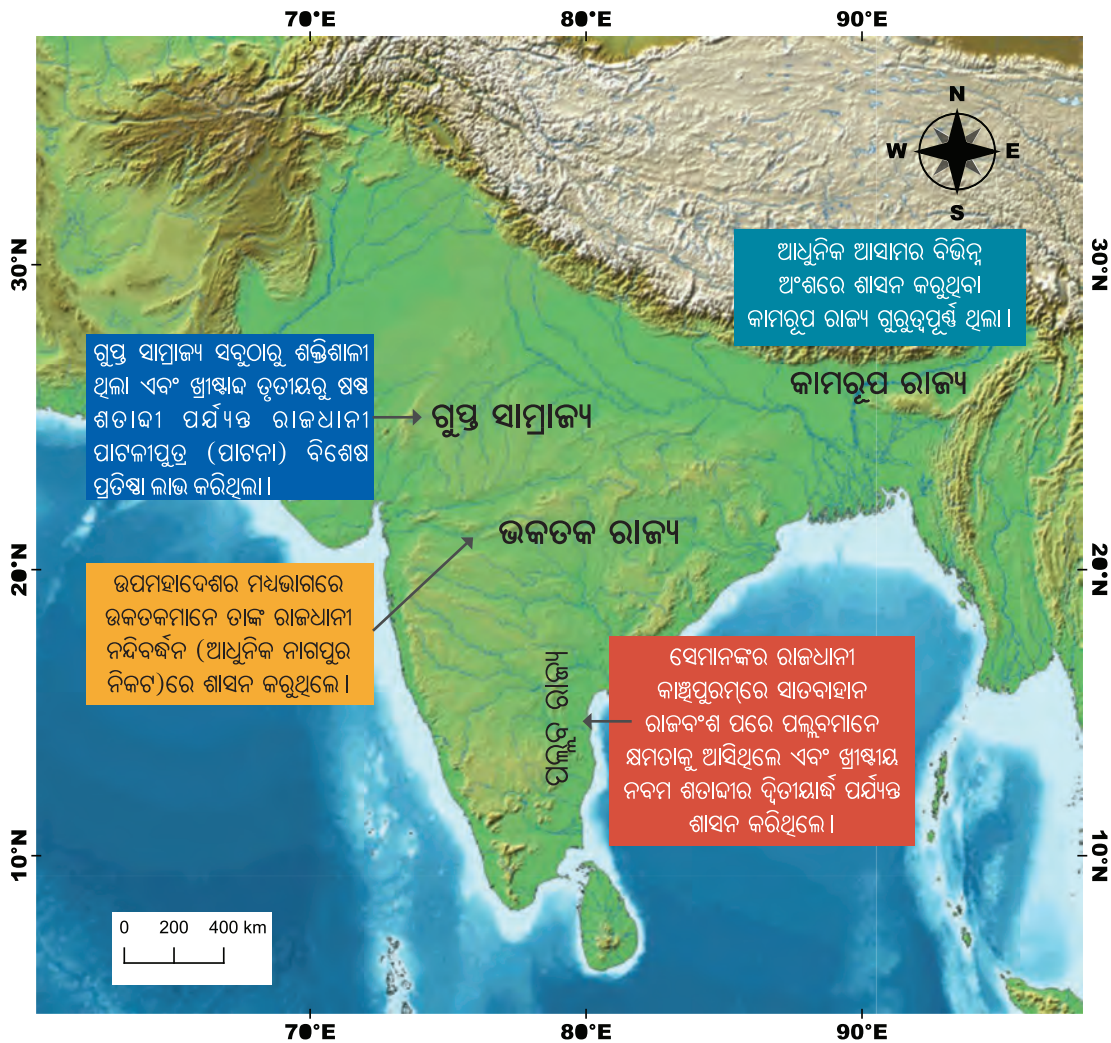 70°E
80°E
90°E
N
W
E
S
30°N
30°N
ଆଧୁନିକ ଆସାମର ବିଭିନ୍ନ
ଅଂଶରେ ଶାସନ କରୁଥିବା
କାମରୂପ ରାଜ୍ୟ ଗୁରୁତ୍ୱପୂର୍ଣ୍ଣ ଥିଲା।
ଗୁପ୍ତ ସାମ୍ରାଜ୍ୟ ସବୁଠାରୁ ଶକ୍ତିଶାଳୀ
ଥିଲା ଏବଂ ଖ୍ରୀଷ୍ଟାବ୍ଦ ତୃତୀୟରୁ ଷଷ୍ଠ
ଶତାବ୍ଦୀ ପର୍ଯ୍ୟନ୍ତ ରାଜଧାନୀ
ପାଟଳୀପୁତ୍ର (ପାଟନା) ବିଶେଷ
ପ୍ରତିଷ୍ଠା ଲାଭ କରିଥିଲା।
କାମରୂପ ରାଜ୍ୟ
ଗୁପ୍ତ ସାମ୍ରାଜ୍ୟ
ଭକତକ ରାଜ୍ୟ
20°N
20°N
ଉପମହାଦେଶର ମଧ୍ୟଭାଗରେ
ଉକତକମାନେ ତାଙ୍କ ରାଜଧାନୀ
ନନ୍ଦିବର୍ଦ୍ଧନ (ଆଧୁନିକ ନାଗପୁର
ନିକଟ)ରେ ଶାସନ କରୁଥିଲେ।
ପଲ୍ଲବ ରାଜ୍ୟ
ସେମାନଙ୍କର ରାଜଧାନୀ
କାଞ୍ଚିପୁରମ୍‌ରେ ସାତବାହାନ
ରାଜବଂଶ ପରେ ପଲ୍ଲବମାନେ
କ୍ଷମତାକୁ ଆସିଥିଲେ ଏବଂ ଖ୍ରୀଷ୍ଟୀୟ
ନବମ ଶତାବ୍ଦୀର ଦ୍ୱିତୀୟାର୍ଦ୍ଧ ପର୍ଯ୍ୟନ୍ତ
ଶାସନ କରିଥିଲେ।
10°N
10°N
0 200 400 km
70°E
80°E
90°E